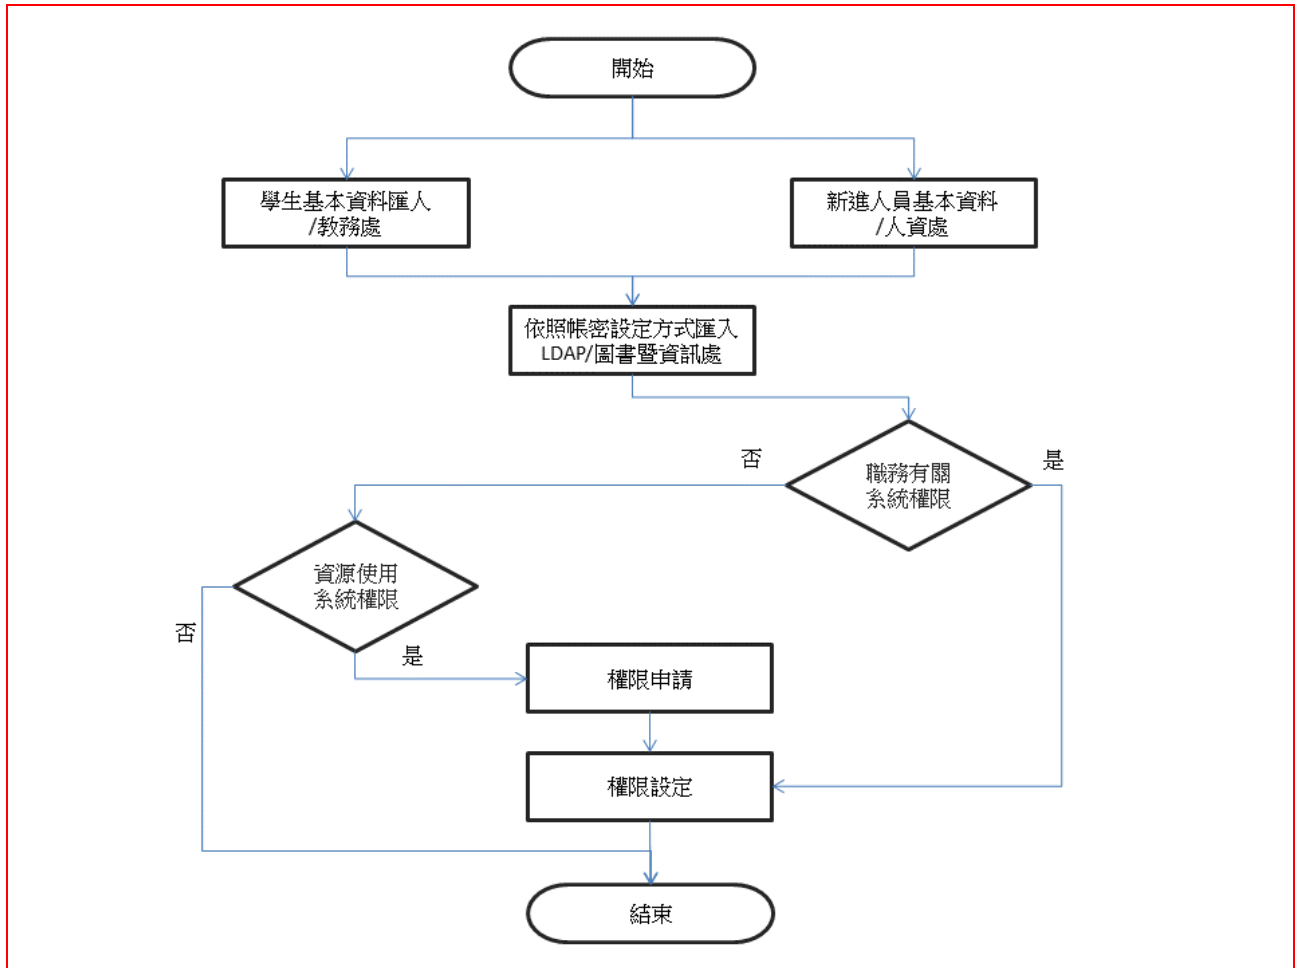 開始
學生基本資料匯人
/教務處
新進人員基本資料
/人資處
依照帳密設定方式匯入
LDAP/圖書暨資訊處
否
是
職務有關
系統權限
資源使用
系統權限
否
是
權限申請
權限設定
結束